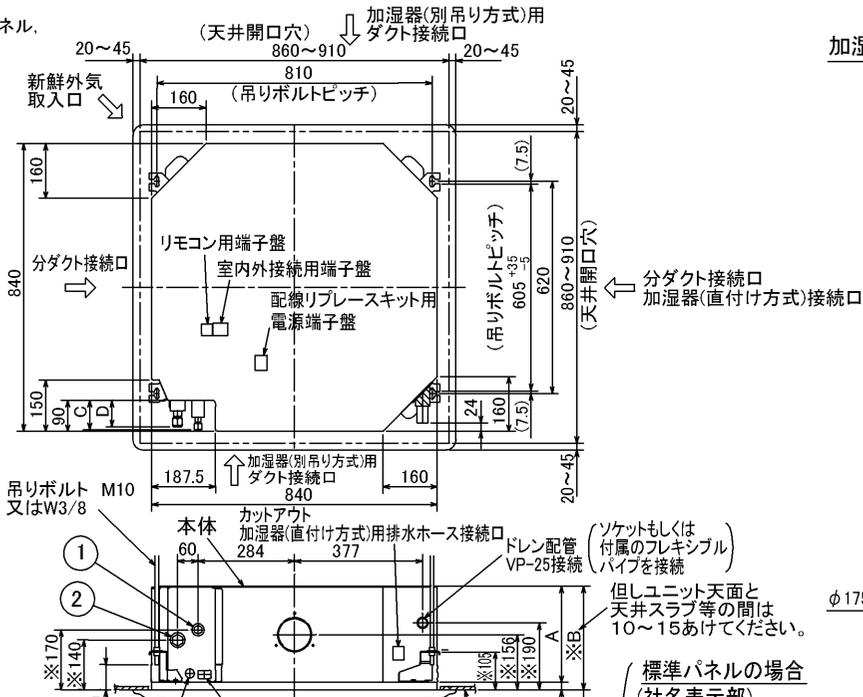 ネル,
(天井開口穴)
加湿器(別吊り方式)用
ダクト接続口
加湿
20～45
860～910
20～45
810
(吊りボルトピッチ)
新鮮外気
取入口
160
20～45
160
(7.5)
リモコン用端子盤
室内外接続用端子盤
配線リプレースキット用
電源端子盤
分ダクト接続口
840
(吊りボルトピッチ)
605 +35 -5
620
860～910
(天井開口穴)
分ダクト接続口
加湿器(直付け方式)接続口
150
90
C
D
24
160
(7.5)
187.5
加湿器(別吊り方式)用
ダクト接続口
160
840
20～45
吊りボルト M10
又はW3/8
本体
カットアウト
加湿器(直付け方式)用排水ホース接続口
60
284
377
ドレン配管
VP-25接続
ソケットもしくは
付属のフレキシブル
パイプを接続
1
2
但しユニット天面と
天井スラブ等の間は
10～15あけてください。
φ175
※170
※140
※105
※156
※190
A
※B
標準パネルの場合
(社名表示部)